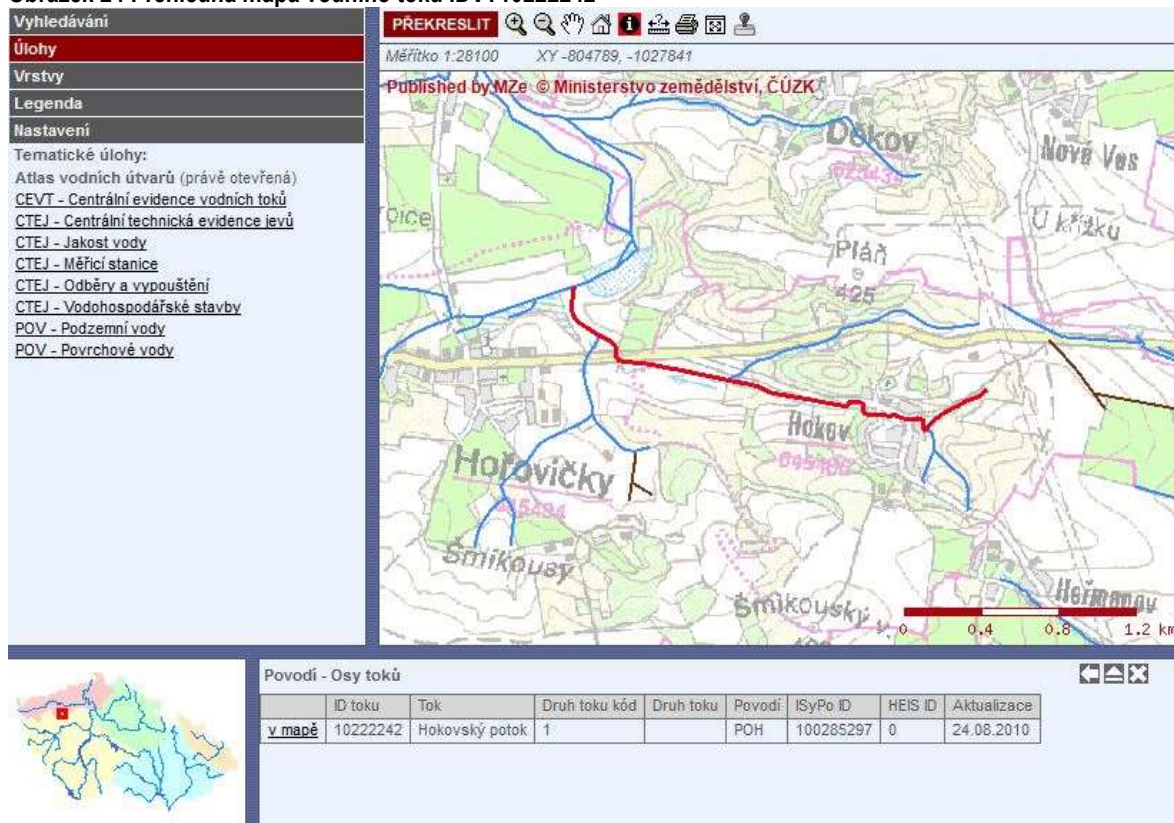 Vyhledávání
Úlohy
Vrstvy
Legenda
Nastavení
Tematické úlohy:
Atlas vodních útvarů (právě otevřená)
CEVT - Centrální evidence vodních toků
CTEJ - Centrální technická evidence jevů
CTEJ - Jakost vody
CTEJ - Měřicí stanice
CTEJ - Odběry a vypouštění
CTEJ - Vodohospodářské stavby
POV - Podzemní vody
POV - Povrchové vody
PŘEKRESLIT
Měřítko 1:28100 XY -804789, -1027841
Published by MZe © Ministerstvo zemědělství, ČÚZK
Děkov
Nová Ves
U křížku
Pláň
425
Hokov
Hořovičky
Šmikousy
Šmikouský v.
Heřmanov
0 0.4 0.8 1.2 km
Povodí - Osy toků
ID toku Tok Druh toku kód Druh toku Povodí ISyPo ID HEIS ID Aktualizace
v mapě 10222242 Hokovský potok 1 POH 100285297 0 24.08.2010